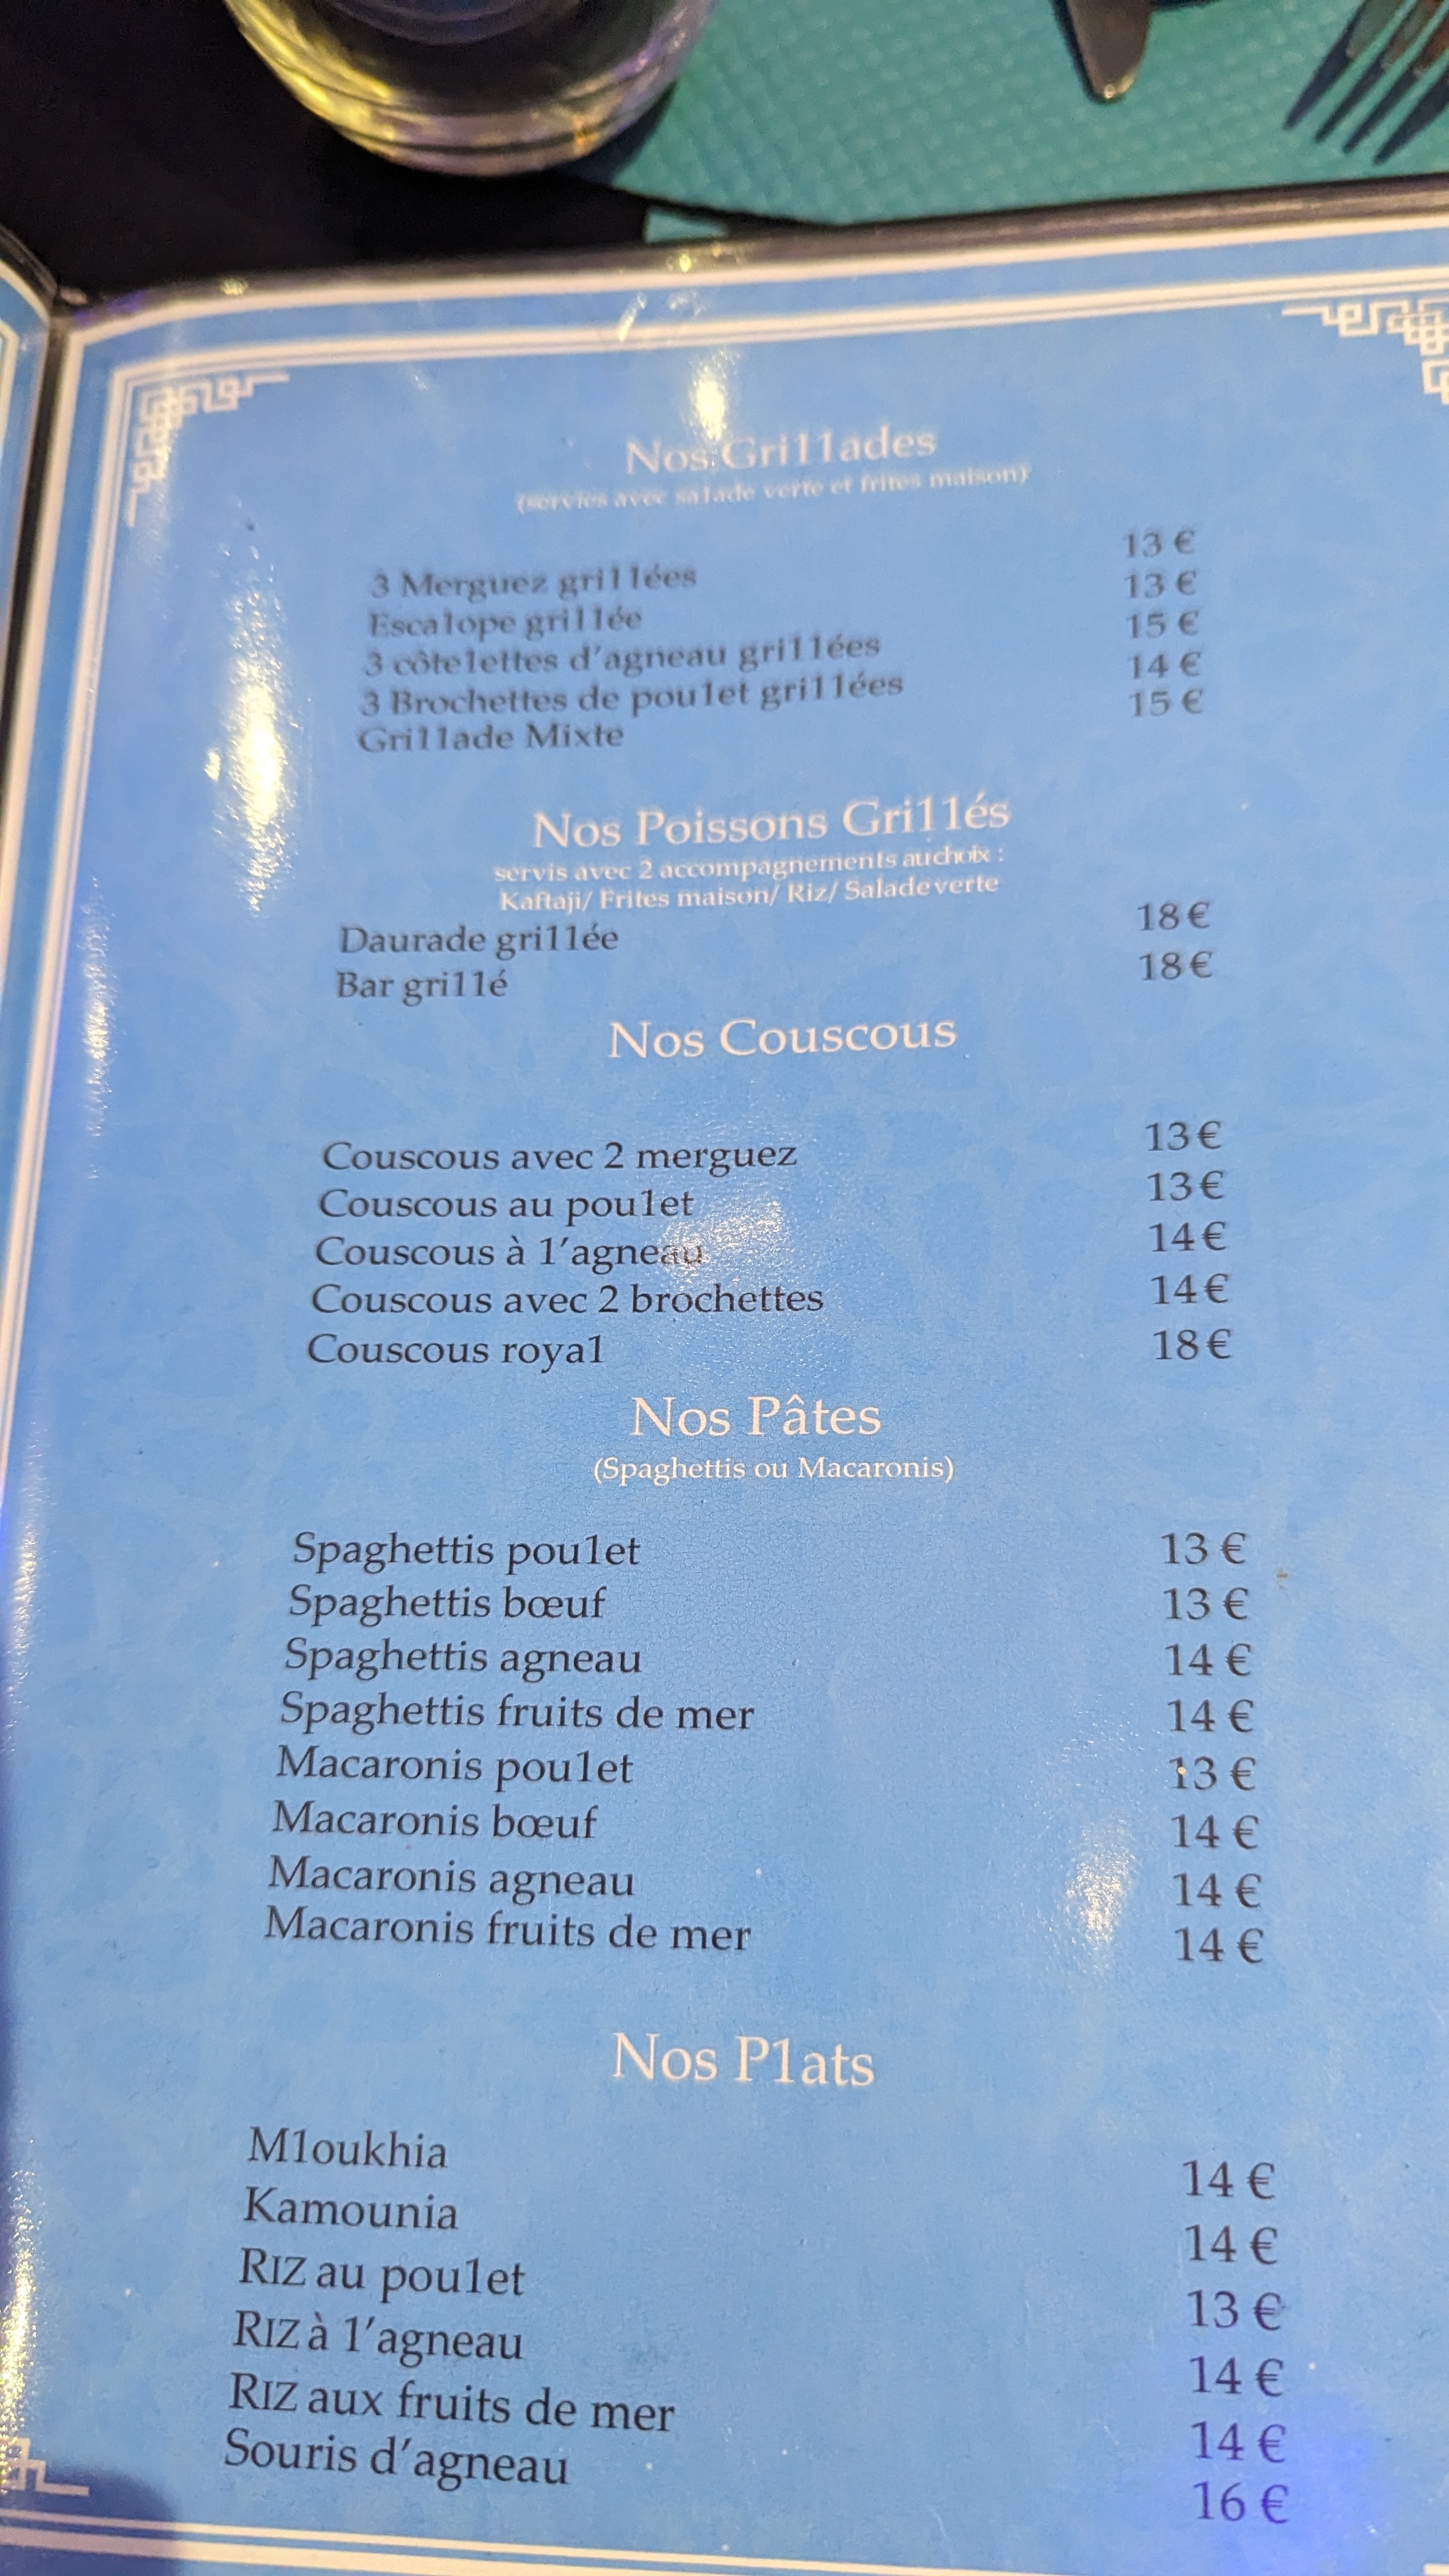 Nos Grillades
(servies avec salade verte et frites maison)
3 Merguez grillées 13 €
Escalope grillée 13 €
3 côtelettes d'agneau grillées 15 €
3 Brochettes de poulet grillées 14 €
Grillade Mixte 15 €
Nos Poissons Grillés
servis avec 2 accompagnements au choix :
Kaftaji/ Frites maison/ Riz/ Salade verte
Daurade grillée 18 €
Bar grillé 18 €
Nos Couscous
Couscous avec 2 merguez 13 €
Couscous au poulet 13 €
Couscous à l'agneau 14 €
Couscous avec 2 brochettes 14 €
Couscous royal 18 €
Nos Pâtes
(Spaghettis ou Macaronis)
Spaghettis poulet 13 €
Spaghettis bœuf 13 €
Spaghettis agneau 14 €
Spaghettis fruits de mer 14 €
Macaronis poulet 13 €
Macaronis bœuf 14 €
Macaronis agneau 14 €
Macaronis fruits de mer 14 €
Nos Plats
Mloukhia 14 €
Kamounia 14 €
RIZ au poulet 13 €
RIZ à l'agneau 14 €
RIZ aux fruits de mer 14 €
Souris d'agneau 16 €